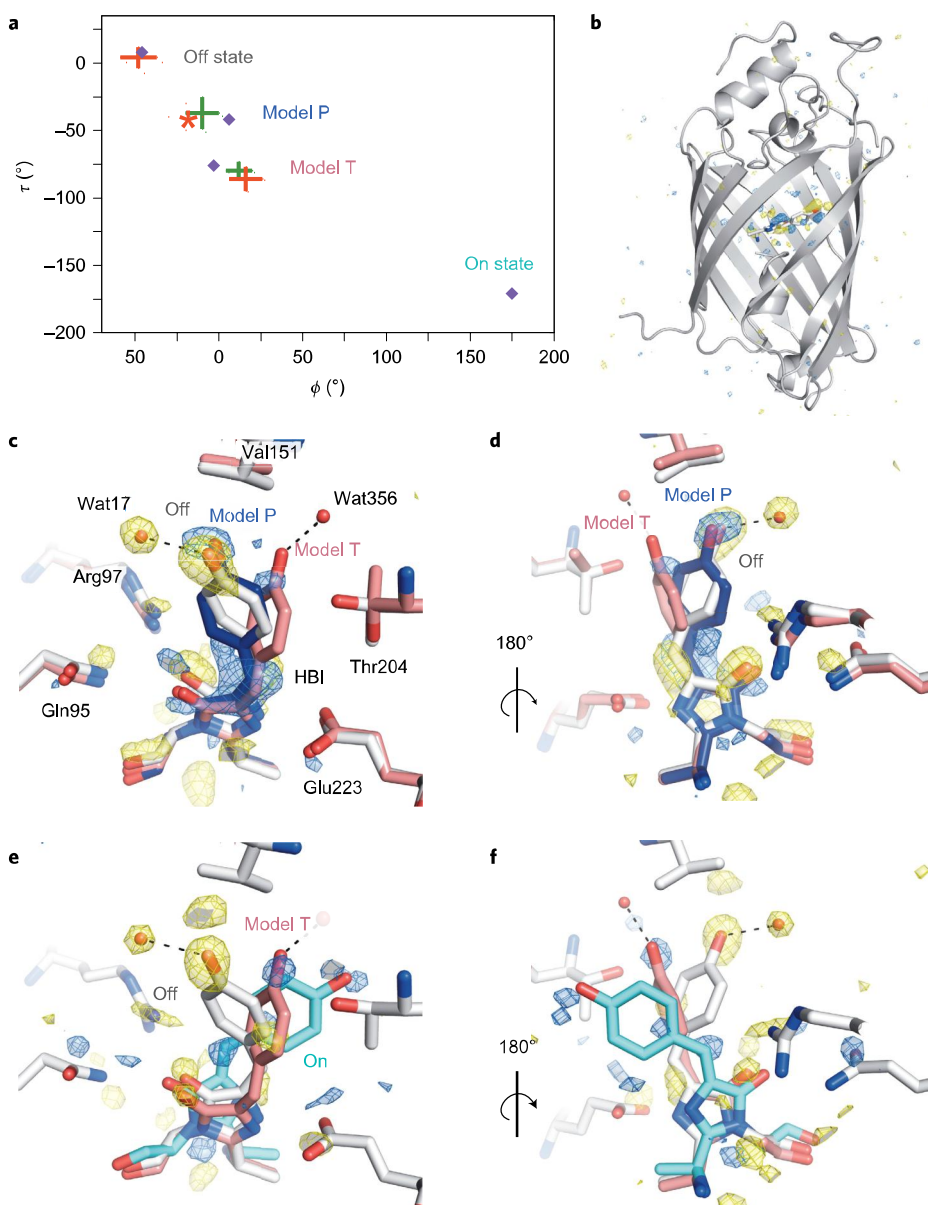 a
0
−50
−100
−150
−200
τ (°)
50
0
50
100
150
200
ϕ (°)
Off state
Model P
Model T
On state
b
c
Val151
Wat17
Off
Model P
Wat356
Model T
Arg97
Thr204
Gln95
HBI
Glu223
d
Model P
Model T
Off
180°
e
Model T
Off
On
f
180°